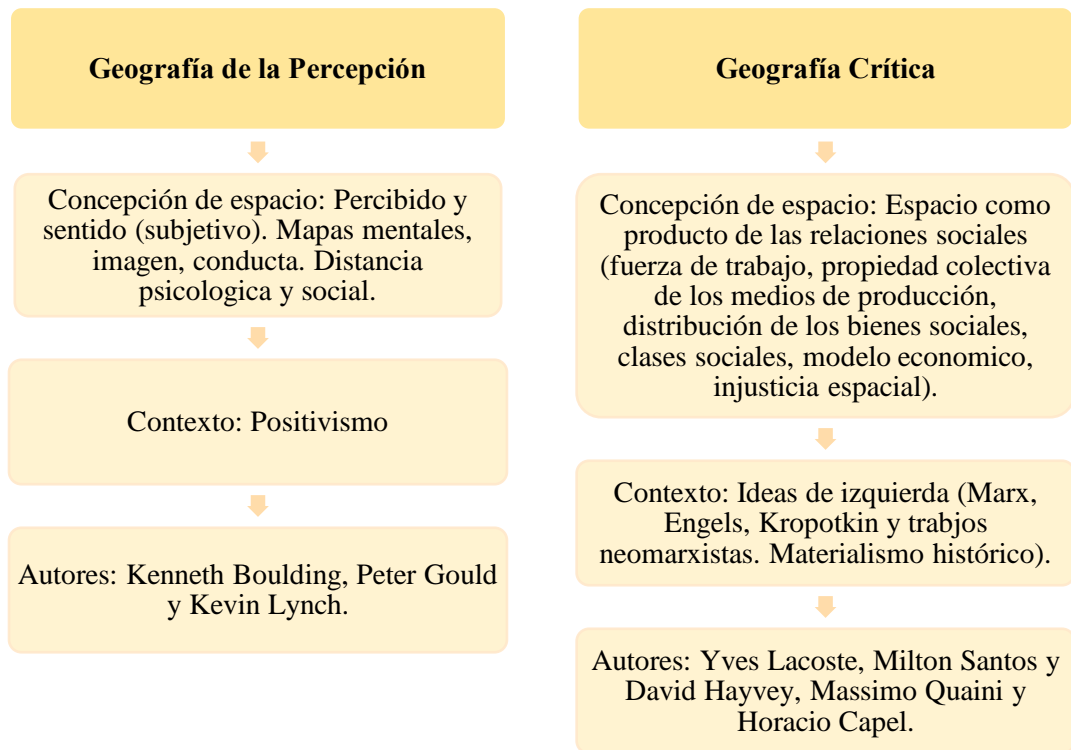 Geografía de la Percepción
Concepción de espacio: Percibido y
sentido (subjetivo). Mapas mentales,
imagen, conducta. Distancia
psicologica y social.
Contexto: Positivismo
Autores: Kenneth Boulding, Peter Gould
y Kevin Lynch.
Geografía Crítica
Concepción de espacio: Espacio como
producto de las relaciones sociales
(fuerza de trabajo, propiedad colectiva
de los medios de producción,
distribución de los bienes sociales,
clases sociales, modelo economico,
injusticia espacial).
Contexto: Ideas de izquierda (Marx,
Engels, Kropotkin y trabjos
neomarxistas. Materialismo histórico).
Autores: Yves Lacoste, Milton Santos y
David Hayvey, Massimo Quaini y
Horacio Capel.